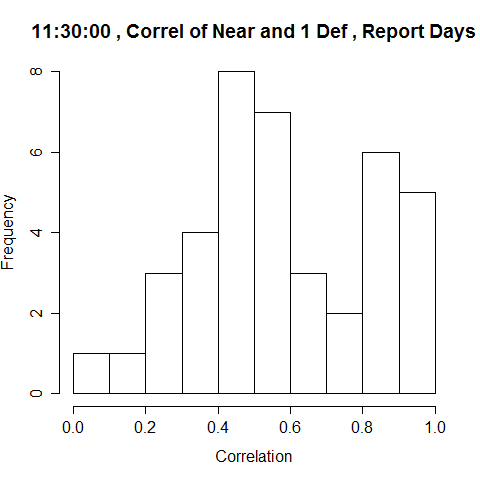 11:30:00 , Correl of Near and 1 Def , Report Days
Frequency
8
6
4
2
0
0.0 0.2 0.4 0.6 0.8 1.0
Correlation